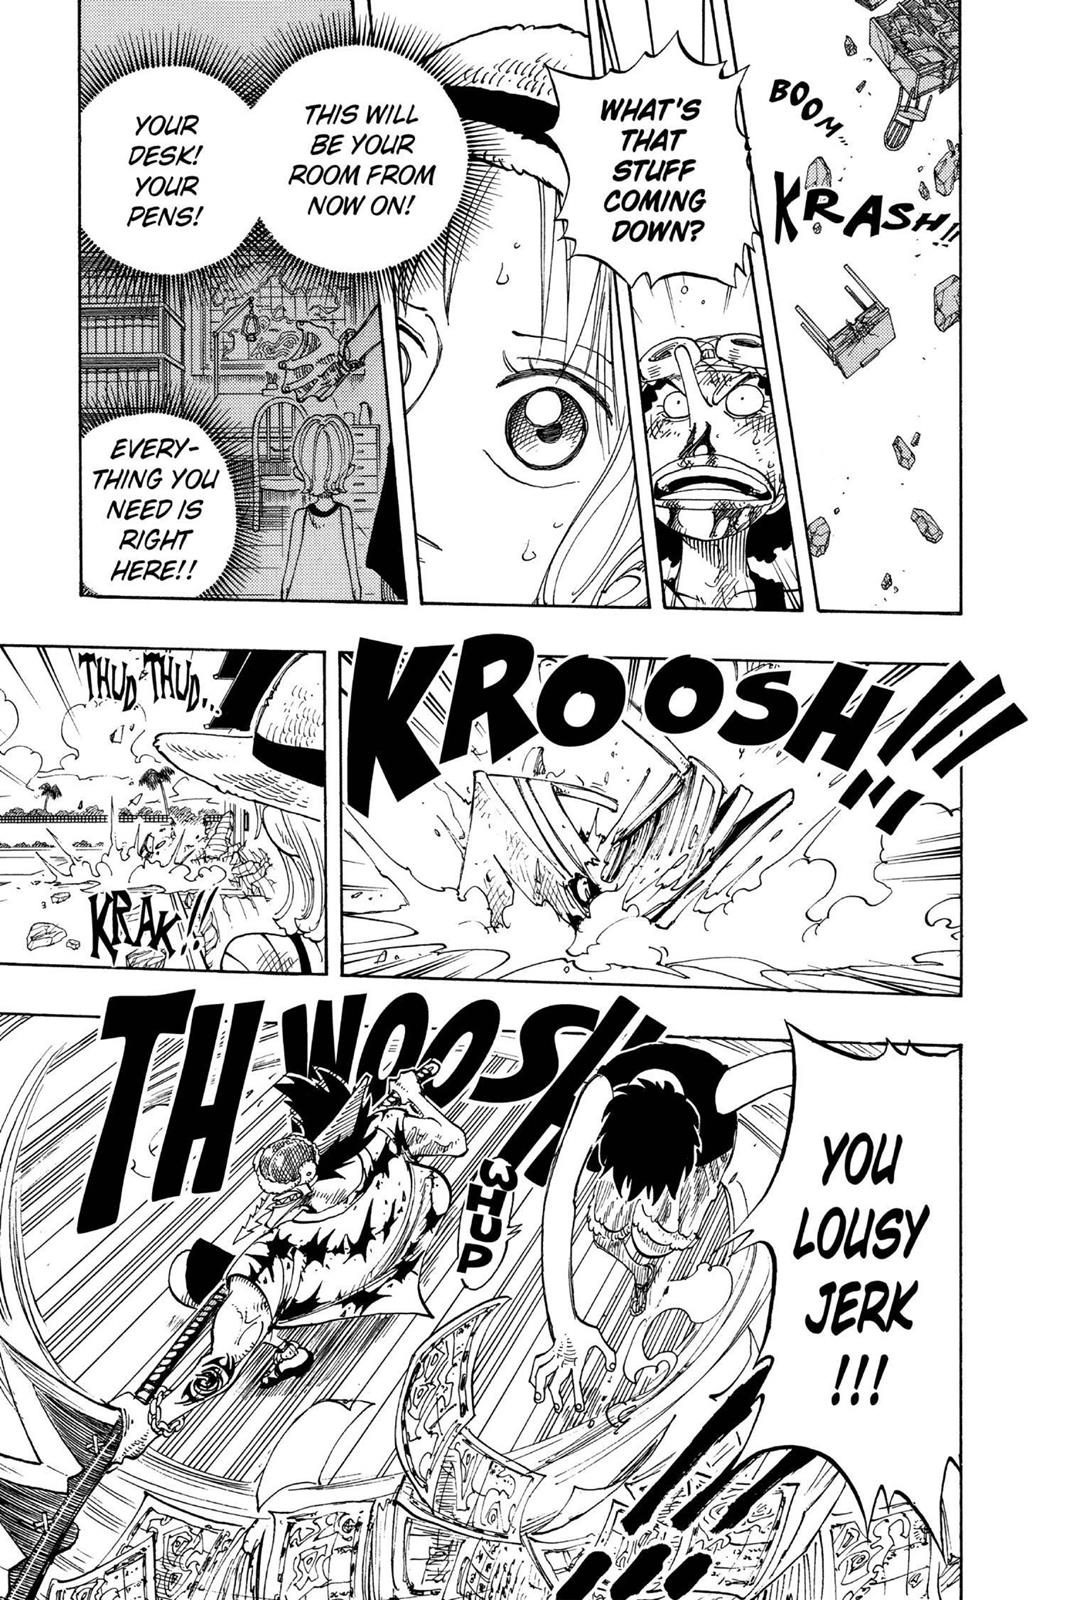 BOOM...
KRASH!!
WHAT'S
THAT
STUFF
COMING
DOWN?
THIS WILL
BE YOUR
ROOM FROM
NOW ON!
YOUR
DESK!
YOUR
PENS!
EVERY-
THING YOU
NEED IS
RIGHT
HERE!!
KROOSH!!!
THUD THUD..
KRAK!!
YOU
LOUSY
JERK
!!!
THWOOSH!!
WHUP